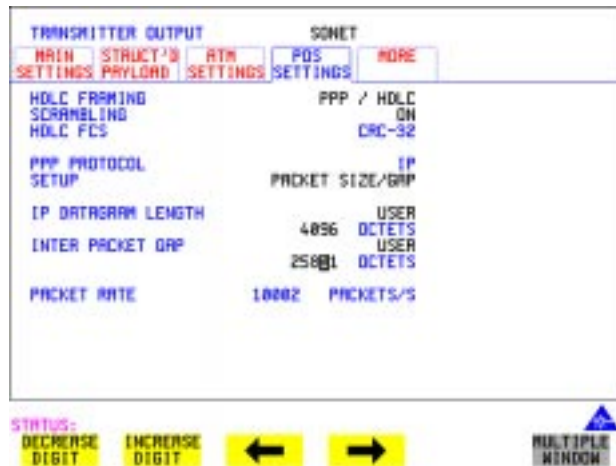 TRANSMITTER OUTPUT SONET
MAIN SETTINGS STRUCT'D PAYLOAD ATM SETTINGS POS SETTINGS MORE
HDLC FRAMING PPP / HDLC
SCRAMBLING ON
HDLC FCS CRC-32
PPP PROTOCOL IP
SETUP PACKET SIZE/GAP
IP DATAGRAM LENGTH USER
4096 OCTETS
INTER PACKET GAP USER
OCTETS
PACKET RATE 10002 PACKETS/S
STATUS:
DECREASE DIGIT INCREASE DIGIT MULTIPLE WINDOW